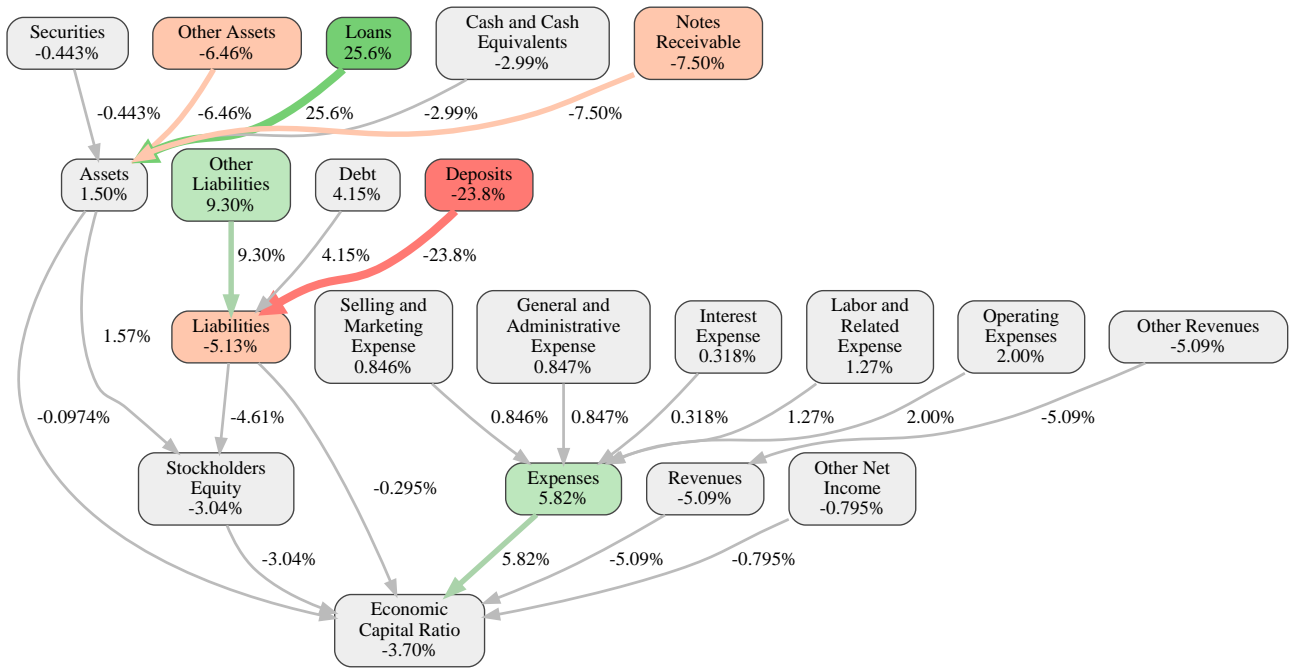 Securities
-0.443%
Other Assets
-6.46%
Loans
25.6%
Cash and Cash
Equivalents
-2.99%
Notes
Receivable
-7.50%
-0.443%
-6.46%
25.6%
-2.99%
-7.50%
Assets
1.50%
Other
Liabilities
9.30%
Debt
4.15%
Deposits
-23.8%
9.30%
4.15%
-23.8%
Liabilities
-5.13%
Selling and
Marketing
Expense
0.846%
General and
Administrative
Expense
0.847%
Interest
Expense
0.318%
Labor and
Related
Expense
1.27%
Operating
Expenses
2.00%
Other Revenues
-5.09%
1.57%
-0.0974%
-4.61%
0.846%
0.847%
0.318%
1.27%
2.00%
-5.09%
Stockholders
Equity
-3.04%
-0.295%
Expenses
5.82%
Revenues
-5.09%
Other Net
Income
-0.795%
-3.04%
5.82%
-5.09%
-0.795%
Economic
Capital Ratio
-3.70%